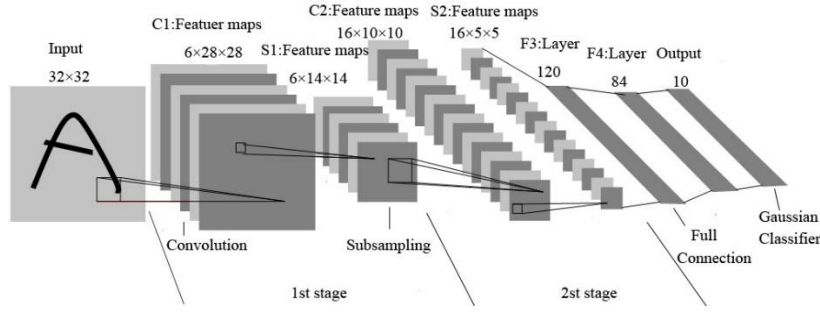 Input
32×32
C1:Featuer maps
6×28×28
S1:Feature maps
6×14×14
C2:Feature maps
16×10×10
S2:Feature maps
16×5×5
F3:Layer
120
F4:Layer
84
Output
10
Convolution
Subsampling
Full
Connection
Gaussian
Classifier
1st stage
2st stage
A